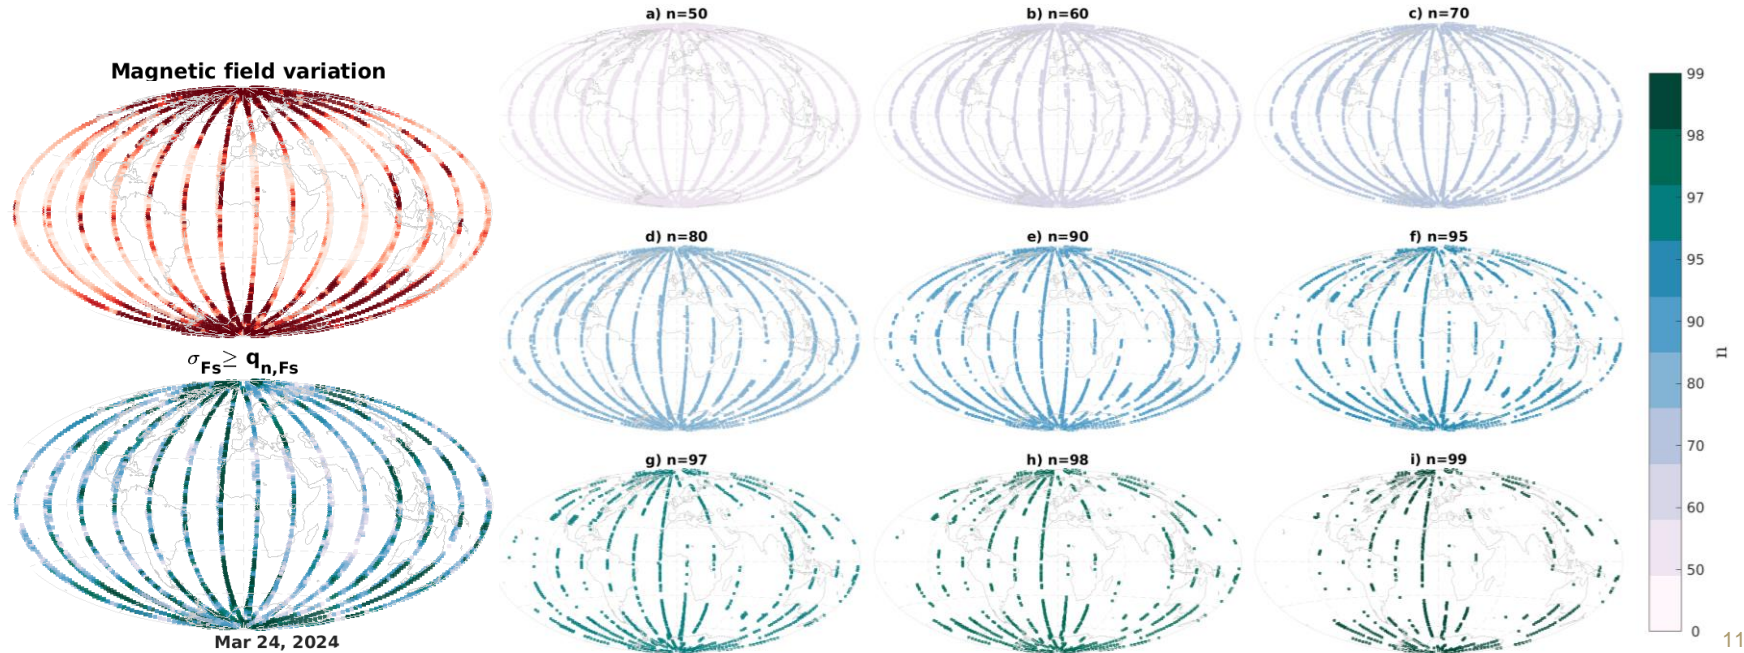 Magnetic field variation
σFs≥ qn,Fs
Mar 24, 2024
a) n=50
b) n=60
c) n=70
d) n=80
e) n=90
f) n=95
g) n=97
h) n=98
i) n=99
99
98
97
95
90
80
70
60
50
0
n
11